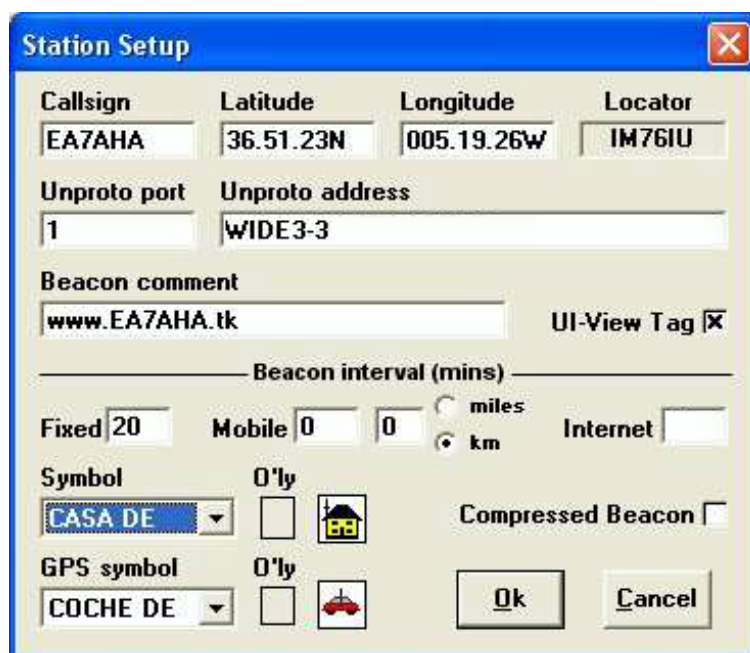 Station Setup
Callsign Latitude Longitude Locator
EA7AHA 36.51.23N 005.19.26W IM76IU
Unproto port Unproto address
1 WIDE3-3
Beacon comment
www.EA7AHA.tk UI-View Tag
Beacon interval (mins)
Fixed 20 Mobile 0 0 miles km Internet
Symbol O'ly
CASA DE Compressed Beacon
GPS symbol O'ly
COCHE DE Ok Cancel